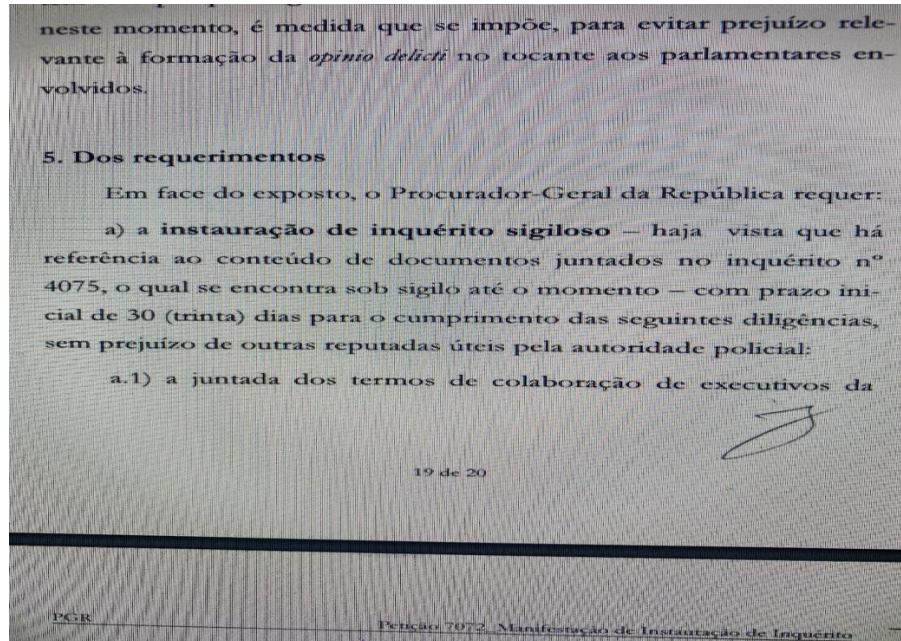 neste momento, é medida que se impõe, para evitar prejuízo rele-
vante à formação da opinio delicti no tocante aos parlamentares en-
volvidos.
5. Dos requerimentos
Em face do exposto, o Procurador-Geral da República requer:
a) a instauração de inquérito sigiloso — haja vista que há
referência ao conteúdo de documentos juntados no inquérito nº
4075, o qual se encontra sob sigilo até o momento — com prazo ini-
cial de 30 (trinta) dias para o cumprimento das seguintes diligências,
sem prejuízo de outras reputadas úteis pela autoridade policial:
a.1) a juntada dos termos de colaboração de executivos da
19 de 20
PGR
Petição 7072_Manifestação de Instauração de Inquérito